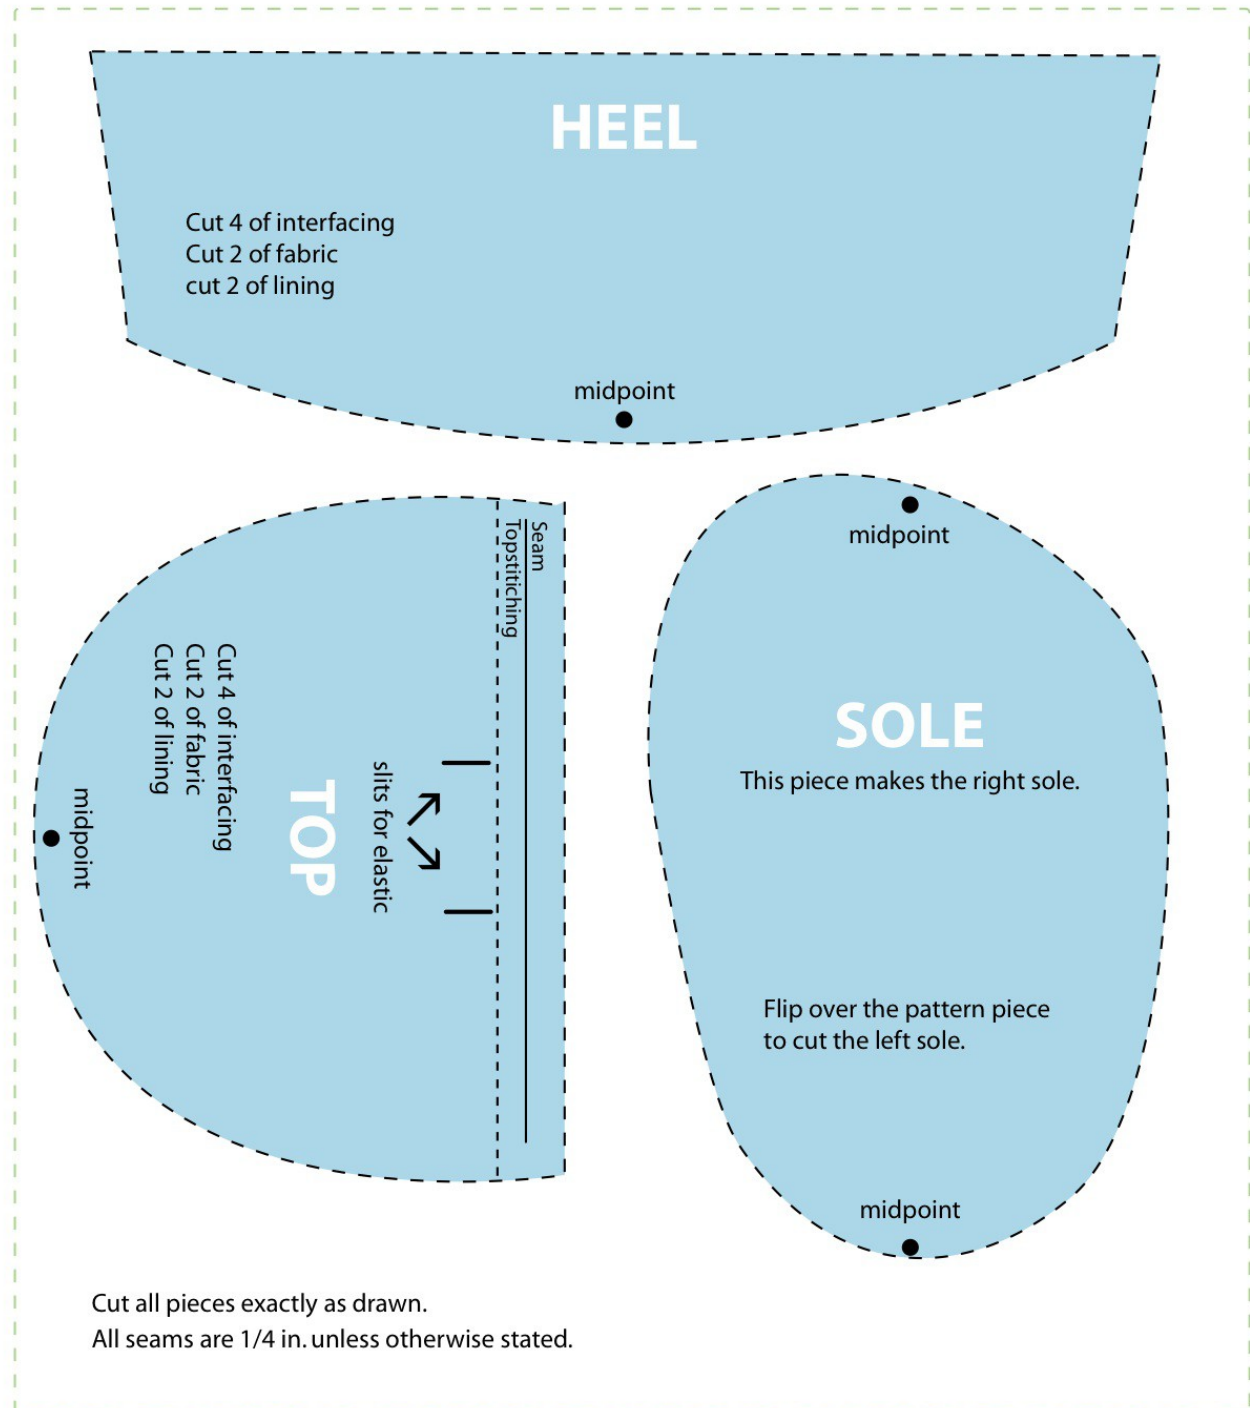 HEEL
Cut 4 of interfacing
Cut 2 of fabric
cut 2 of lining
midpoint
Seam
Topstitiching
Cut 4 of interfacing
Cut 2 of fabric
Cut 2 of lining
slits for elastic
TOP
midpoint
midpoint
SOLE
This piece makes the right sole.
Flip over the pattern piece
to cut the left sole.
midpoint
Cut all pieces exactly as drawn.
All seams are 1/4 in. unless otherwise stated.